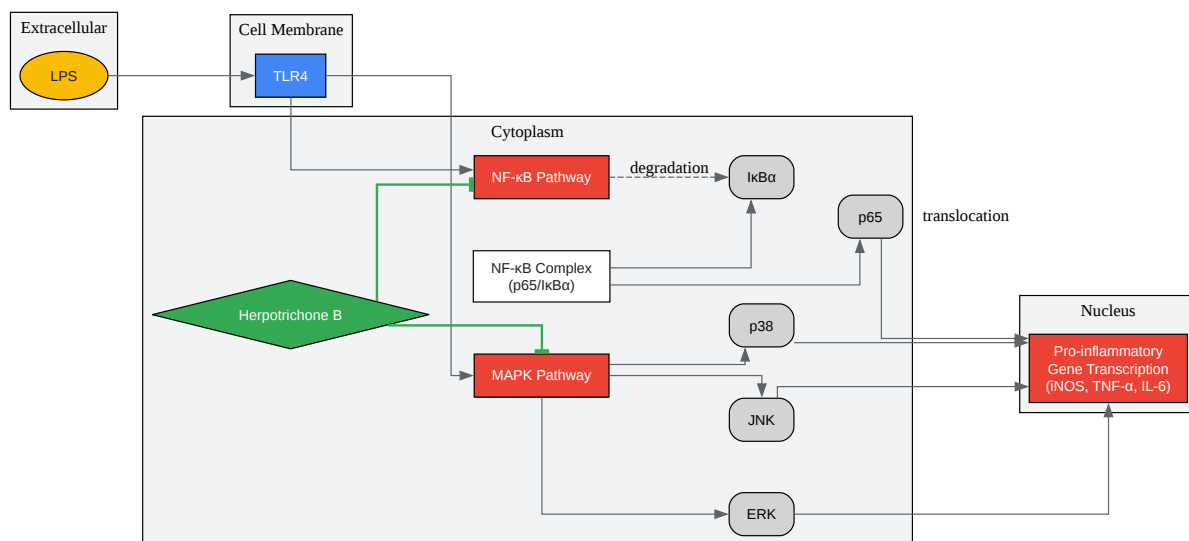 Extracellular
LPS
Cell Membrane
TLR4
Cytoplasm
NF-κB Pathway
degradation
IκBα
p65
translocation
NF-κB Complex
(p65/IκBα)
Herpotrichone B
p38
MAPK Pathway
JNK
ERK
Nucleus
Pro-inflammatory
Gene Transcription
(iNOS, TNF-α, IL-6)